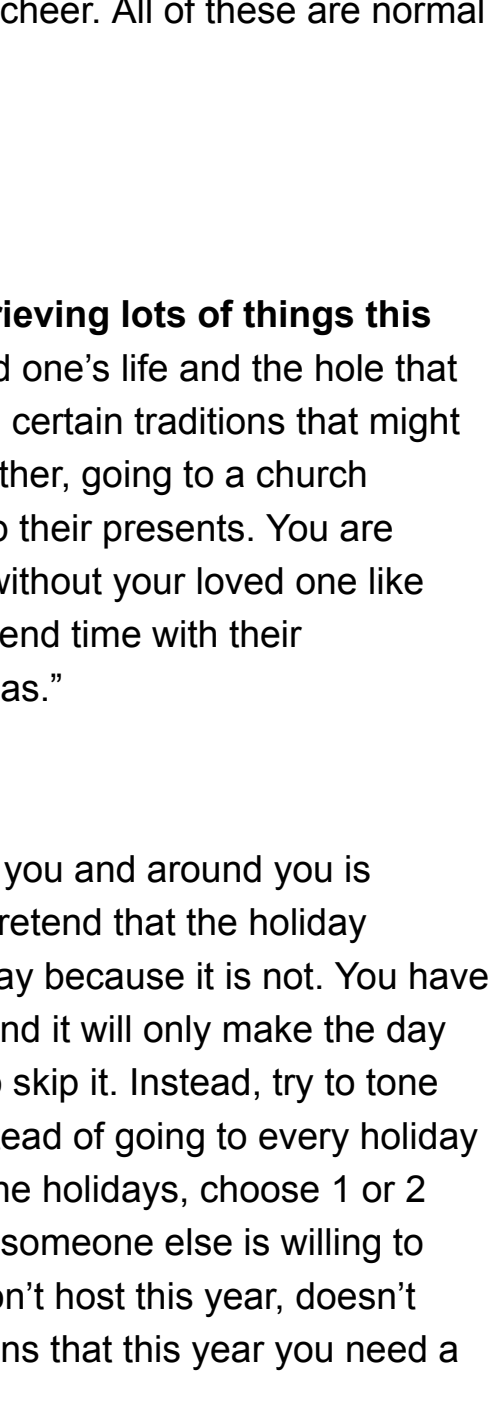 cheer. All of these are normal
rieving lots of things this
d one’s life and the hole that
certain traditions that might
ther, going to a church
o their presents. You are
without your loved one like
end time with their
as.”
you and around you is
retend that the holiday
ay because it is not. You have
nd it will only make the day
o skip it. Instead, try to tone
ead of going to every holiday
he holidays, choose 1 or 2
someone else is willing to
on’t host this year, doesn’t
ns that this year you need a